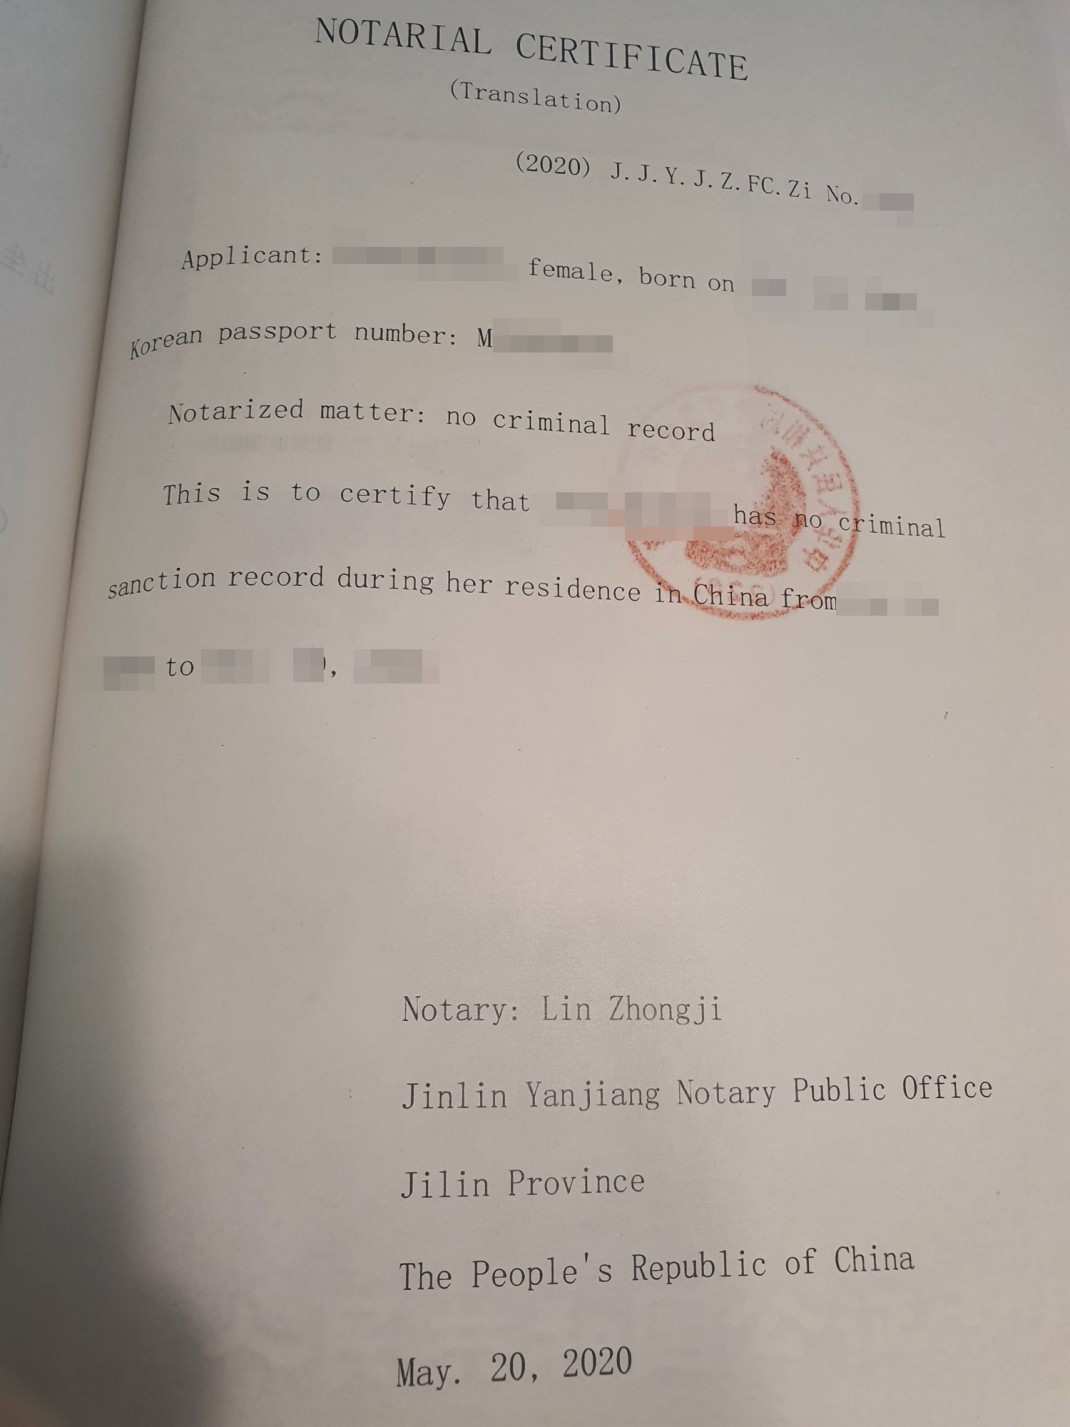 NOTARIAL CERTIFICATE
(Translation)
(2020) J. J. Y. J. Z. FC. Zi No.
Applicant: female, born on
Korean passport number: M
Notarized matter: no criminal record
This is to certify that has no criminal
sanction record during her residence in China from
to ,
Notary: Lin Zhongji
Jinlin Yanjiang Notary Public Office
Jilin Province
The People's Republic of China
May. 20, 2020